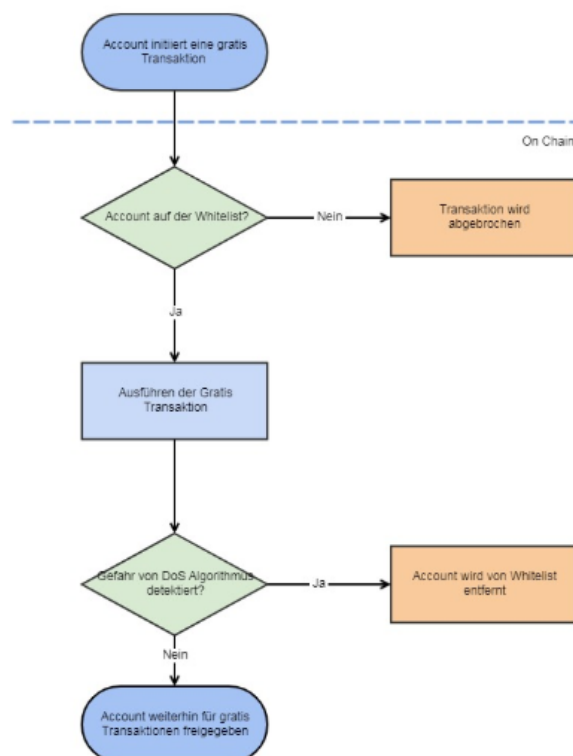 Account initiiert eine gratis
Transaktion
On Chain
Account auf der Whitelist?
Nein
Transaktion wird
abgebrochen
Ja
Ausführen der Gratis
Transaktion
Gefahr von DoS Algorithmus
detektiert?
Ja
Account wird von Whitelist
entfernt
Nein
Account weiterhin für gratis
Transaktionen freigegeben